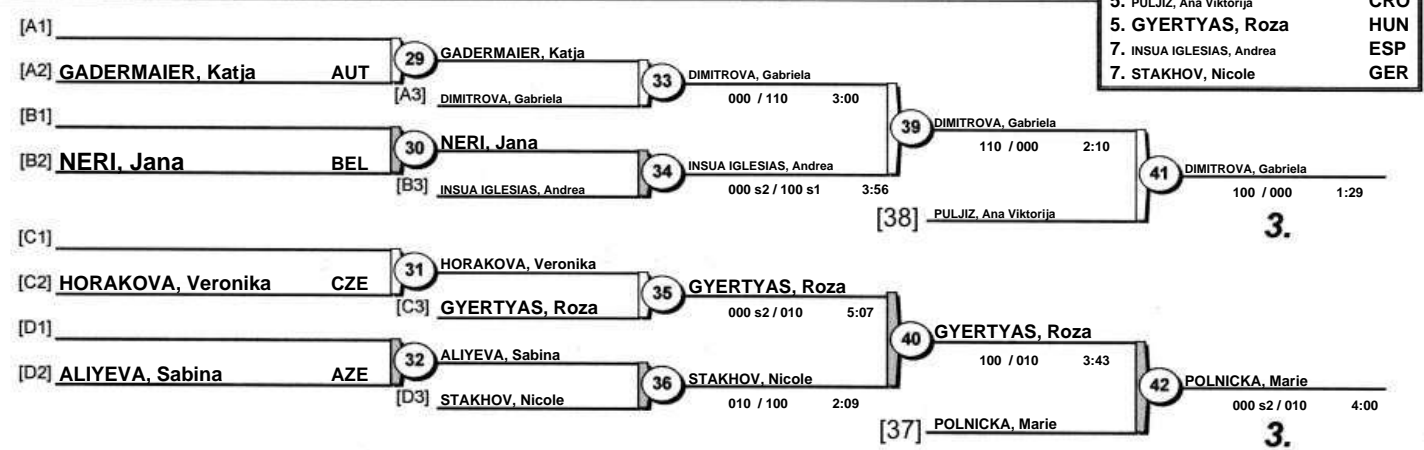 5. PULJIZ, Ana Viktorija CRO
5. GYERTYAS, Roza HUN
7. INSUA IGLESIAS, Andrea ESP
7. STAKHOV, Nicole GER
[A1]
[A2] GADERMAIER, Katja AUT
29
GADERMAIER, Katja
[A3] DIMITROVA, Gabriela
33
DIMITROVA, Gabriela
000 / 110 3:00
[B1]
[B2] NERI, Jana BEL
30
NERI, Jana
[B3] INSUA IGLESIAS, Andrea
34
INSUA IGLESIAS, Andrea
000 s2 / 100 s1 3:56
39
DIMITROVA, Gabriela
110 / 000 2:10
[38] PULJIZ, Ana Viktorija
41
DIMITROVA, Gabriela
100 / 000 1:29
3.
[C1]
[C2] HORAKOVA, Veronika CZE
31
HORAKOVA, Veronika
[C3] GYERTYAS, Roza
35
GYERTYAS, Roza
000 s2 / 010 5:07
[D1]
[D2] ALIYEVA, Sabina AZE
32
ALIYEVA, Sabina
[D3] STAKHOV, Nicole
36
STAKHOV, Nicole
010 / 100 2:09
40
GYERTYAS, Roza
100 / 010 3:43
[37] POLNICKA, Marie
42
POLNICKA, Marie
000 s2 / 010 4:00
3.